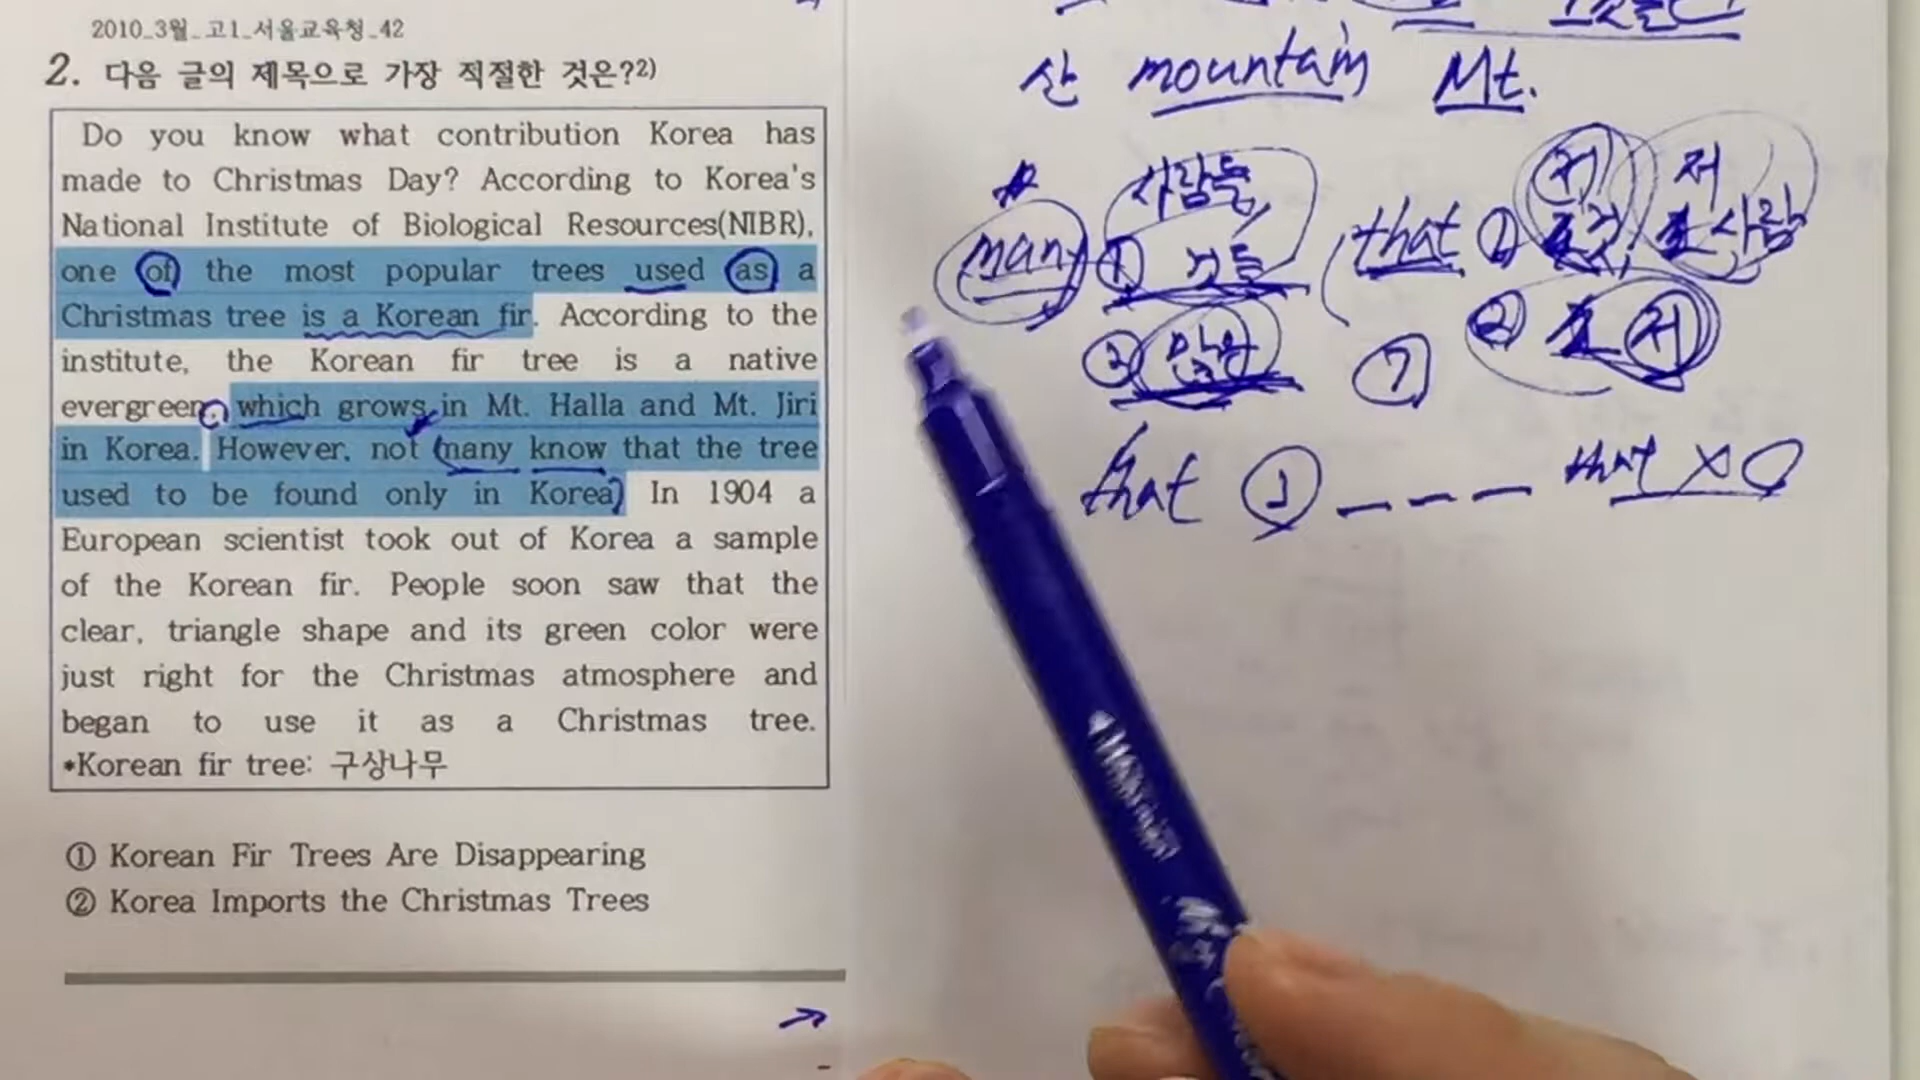 2010_3월_고1_서울교육청_42
2. 다음 글의 제목으로 가장 적절한 것은?2)
Do you know what contribution Korea has
made to Christmas Day? According to Korea's
National Institute of Biological Resources(NIBR),
one of the most popular trees used as a
Christmas tree is a Korean fir. According to the
institute, the Korean fir tree is a native
evergreen, which grows in Mt. Halla and Mt. Jiri
in Korea. However, not many know that the tree
used to be found only in Korea. In 1904 a
European scientist took out of Korea a sample
of the Korean fir. People soon saw that the
clear, triangle shape and its green color were
just right for the Christmas atmosphere and
began to use it as a Christmas tree.
*Korean fir tree: 구상나무
① Korean Fir Trees Are Disappearing
② Korea Imports the Christmas Trees
산 mountain Mt.
사람들
many ① 것들
② 많은
that ①
저
사람
② 저
⑦
that ① _ _ _ _ that X O